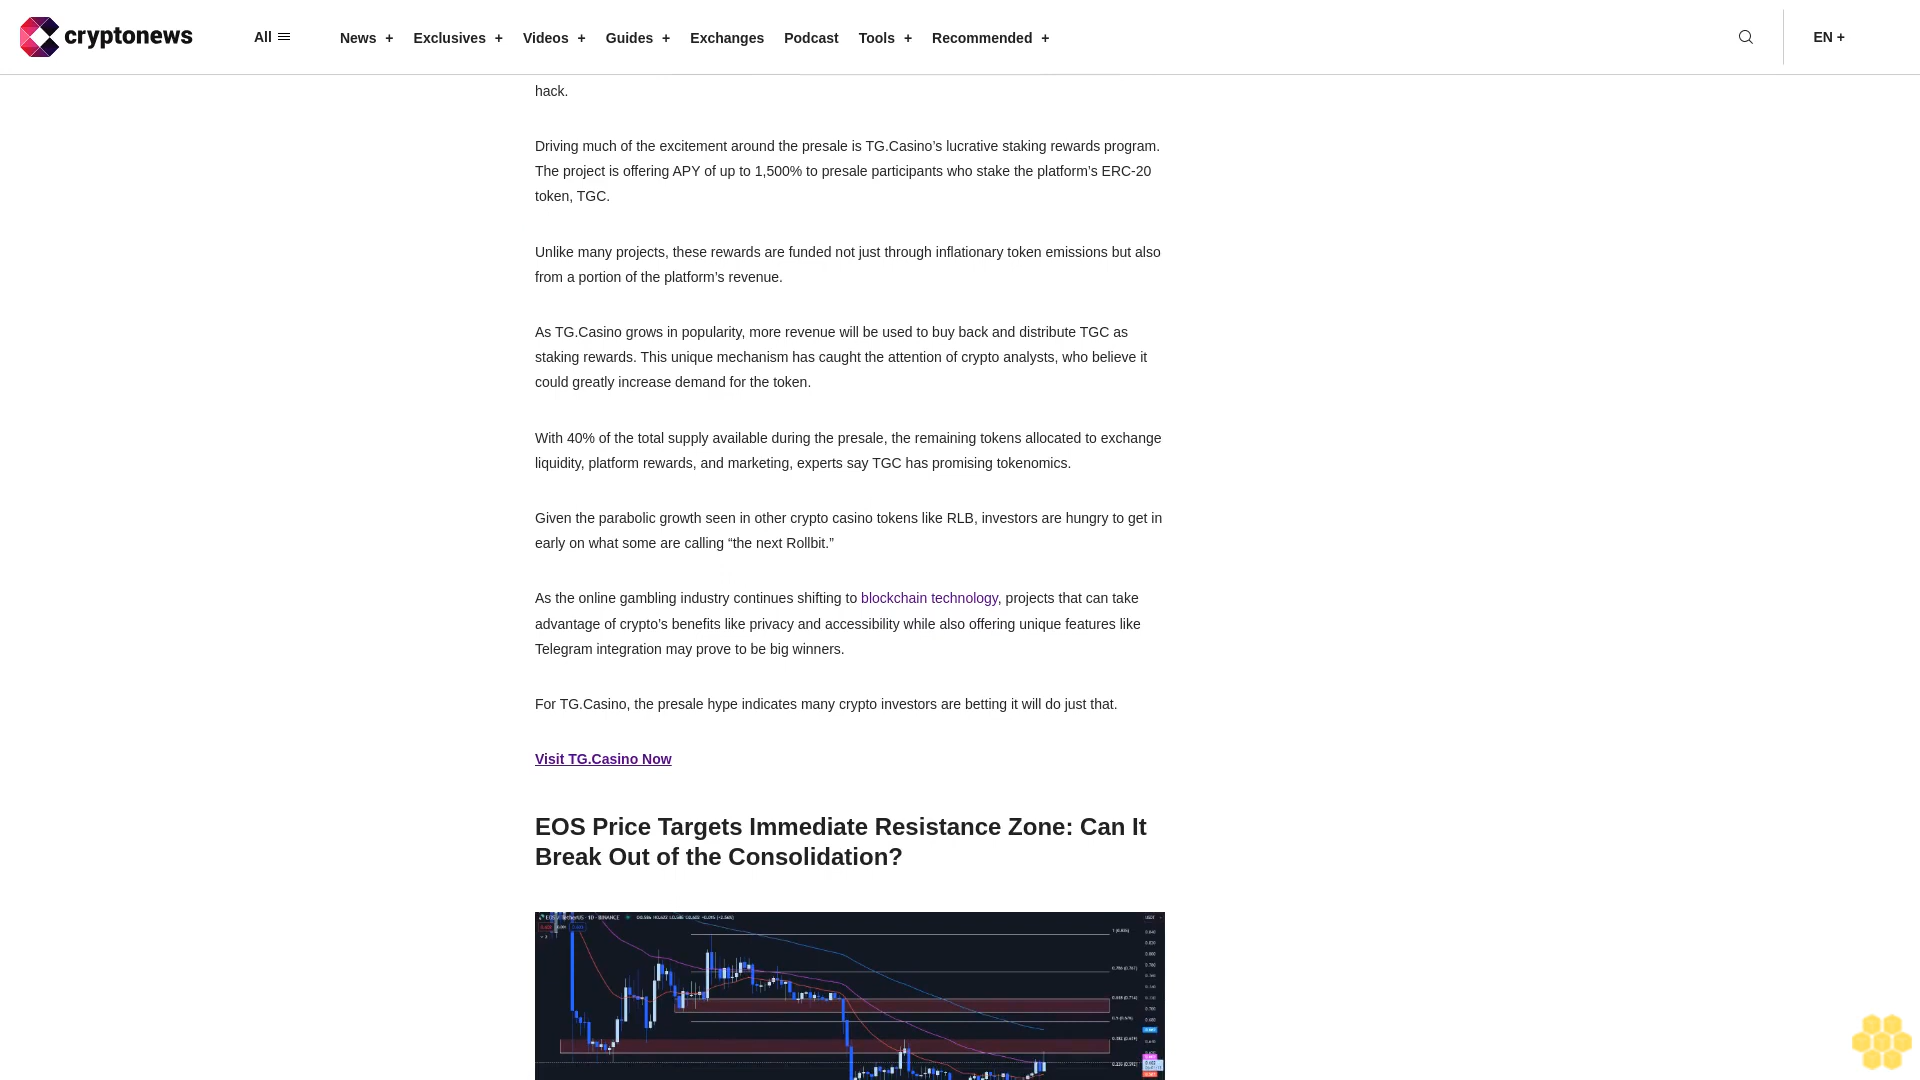 cryptonews
All
News + Exclusives + Videos + Guides + Exchanges Podcast Tools + Recommended +
EN +
hack.
Driving much of the excitement around the presale is TG.Casino’s lucrative staking rewards program.
The project is offering APY of up to 1,500% to presale participants who stake the platform’s ERC-20
token, TGC.
Unlike many projects, these rewards are funded not just through inflationary token emissions but also
from a portion of the platform’s revenue.
As TG.Casino grows in popularity, more revenue will be used to buy back and distribute TGC as
staking rewards. This unique mechanism has caught the attention of crypto analysts, who believe it
could greatly increase demand for the token.
With 40% of the total supply available during the presale, the remaining tokens allocated to exchange
liquidity, platform rewards, and marketing, experts say TGC has promising tokenomics.
Given the parabolic growth seen in other crypto casino tokens like RLB, investors are hungry to get in
early on what some are calling “the next Rollbit.”
As the online gambling industry continues shifting to blockchain technology, projects that can take
advantage of crypto’s benefits like privacy and accessibility while also offering unique features like
Telegram integration may prove to be big winners.
For TG.Casino, the presale hype indicates many crypto investors are betting it will do just that.
Visit TG.Casino Now
EOS Price Targets Immediate Resistance Zone: Can It
Break Out of the Consolidation?